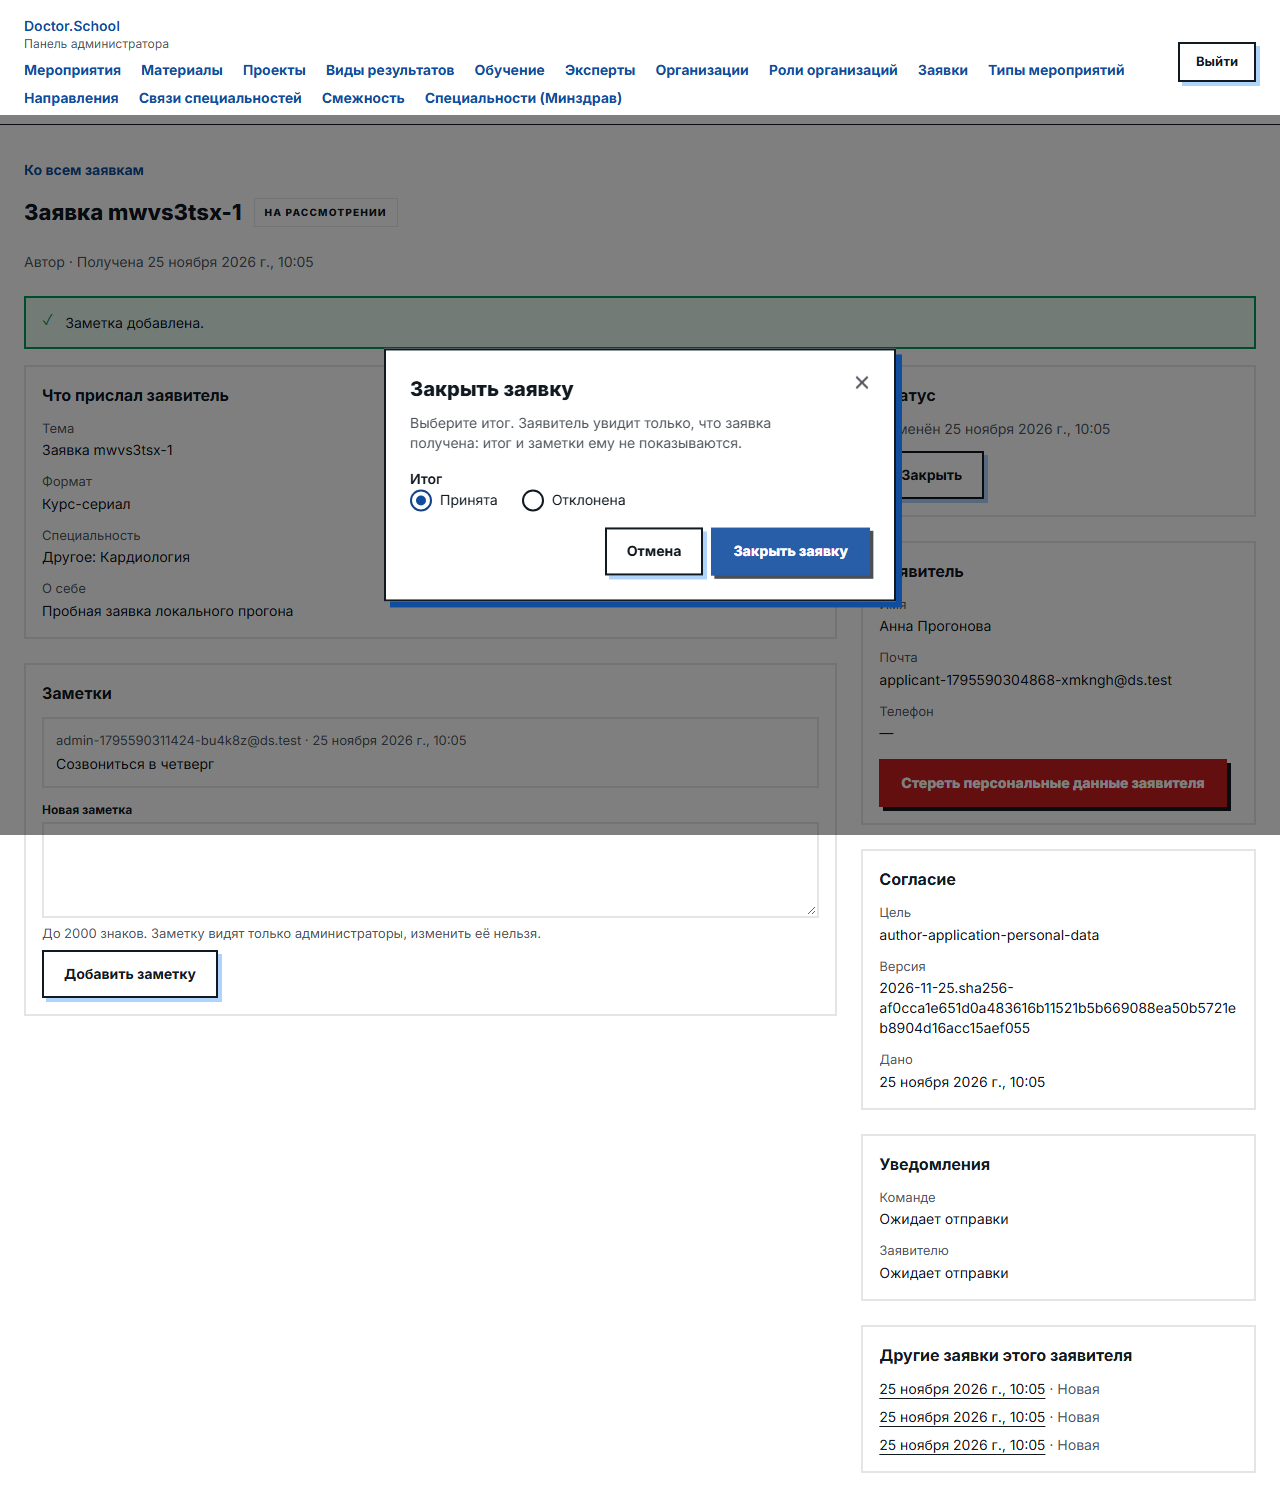 Doctor.School
Панель администратора
Мероприятия Материалы Проекты Виды результатов Обучение Эксперты Организации Роли организаций Заявки Типы мероприятий
Направления Связи специальностей Смежность Специальности (Минздрав)
Выйти
Ко всем заявкам
Заявка mwvs3tsx-1 НА РАССМОТРЕНИИ
Автор · Получена 25 ноября 2026 г., 10:05
Заметка добавлена.
Закрыть заявку
Выберите итог. Заявитель увидит только, что заявка
получена: итог и заметки ему не показываются.
Итог
Принята Отклонена
Отмена Закрыть заявку
Что прислал заявитель
Тема
Заявка mwvs3tsx-1
Формат
Курс-сериал
Специальность
Другое: Кардиология
О себе
Пробная заявка локального прогона
Заметки
admin-1795590311424-bu4k8z@ds.test · 25 ноября 2026 г., 10:05
Созвониться в четверг
Новая заметка
До 2000 знаков. Заметку видят только администраторы, изменить её нельзя.
Добавить заметку
атус
менён 25 ноября 2026 г., 10:05
Закрыть
явитель
Имя
Анна Прогонова
Почта
applicant-1795590304868-xmkngh@ds.test
Телефон
—
Стереть персональные данные заявителя
Согласие
Цель
author-application-personal-data
Версия
2026-11-25.sha256-
af0cca1e651d0a483616b11521b5b669088ea50b5721e
b8904d16acc15aef055
Дано
25 ноября 2026 г., 10:05
Уведомления
Команде
Ожидает отправки
Заявителю
Ожидает отправки
Другие заявки этого заявителя
25 ноября 2026 г., 10:05 · Новая
25 ноября 2026 г., 10:05 · Новая
25 ноября 2026 г., 10:05 · Новая